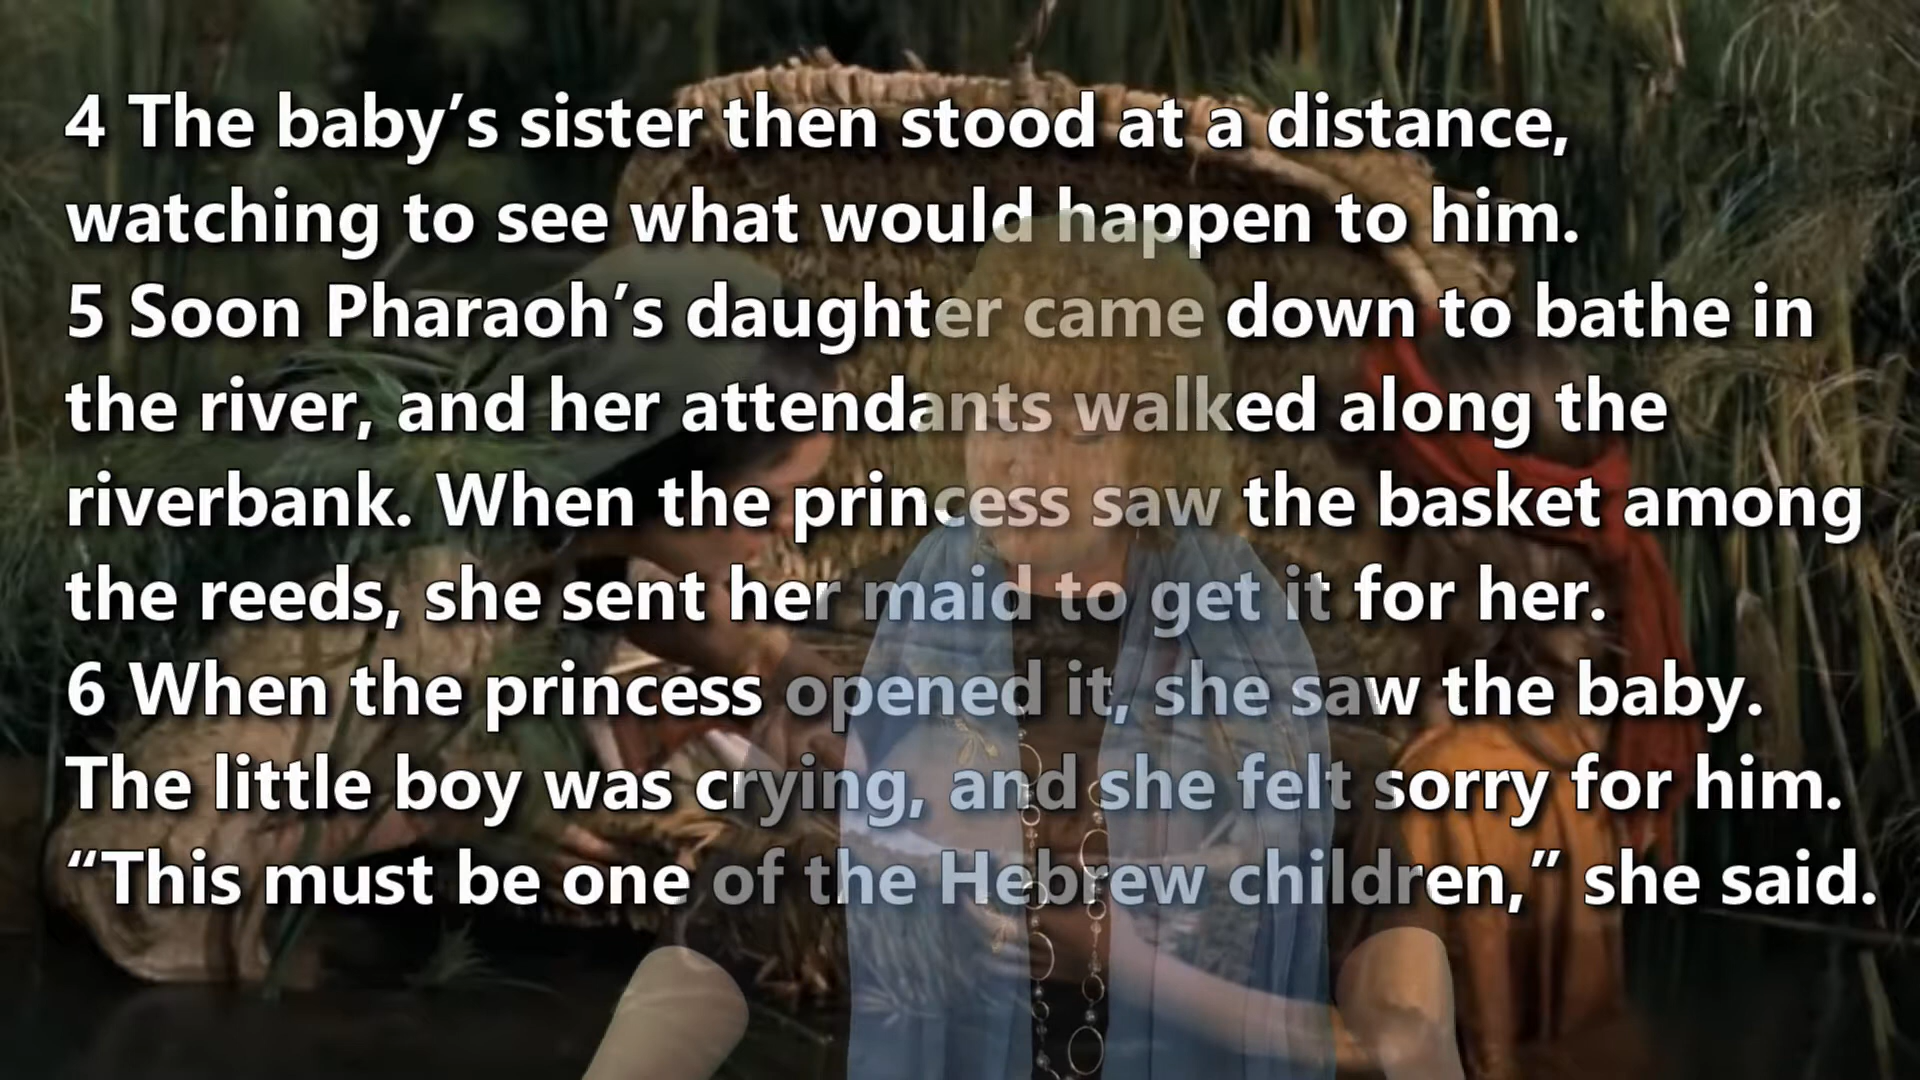 4 The baby’s sister then stood at a distance,
watching to see what would happen to him.
5 Soon Pharaoh’s daughter came down to bathe in
the river, and her attendants walked along the
riverbank. When the princess saw the basket among
the reeds, she sent her maid to get it for her.
6 When the princess opened it, she saw the baby.
The little boy was crying, and she felt sorry for him.
“This must be one of the Hebrew children,” she said.